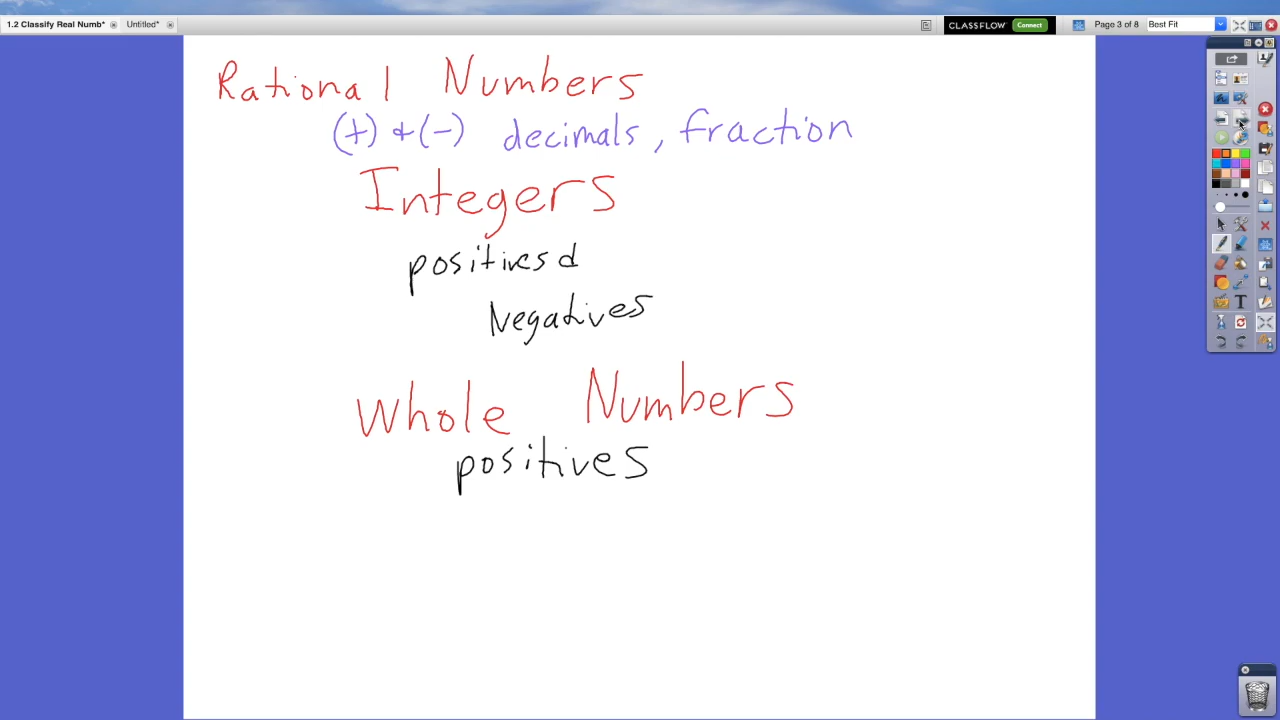 1.2 Classify Real Numb* Untitled* CLASSFLOW Connect Page 3 of 8 Best Fit
Rational Numbers
(+) & (-) decimals, fraction
Integers
positives &
Negatives
Whole Numbers
positives